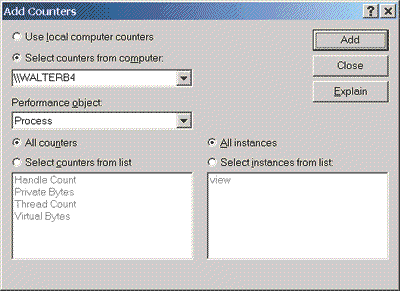 Add Counters
Use local computer counters
Select counters from computer:
\\WALTERB4
Performance object:
Process
All counters
Select counters from list
Handle Count
Private Bytes
Thread Count
Virtual Bytes
All instances
Select instances from list:
view
Add
Close
Explain